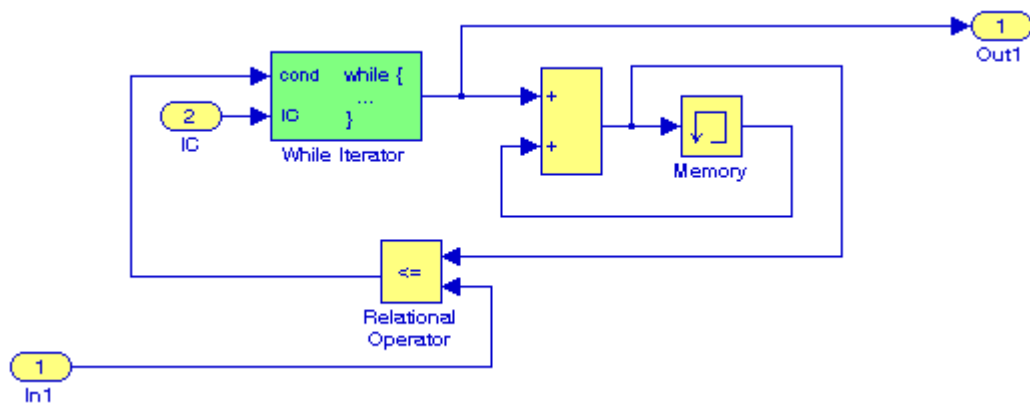 1
Out1
cond while {
...
IC }
2
IC
While Iterator
+
+
Memory
<=
Relational
Operator
1
In1